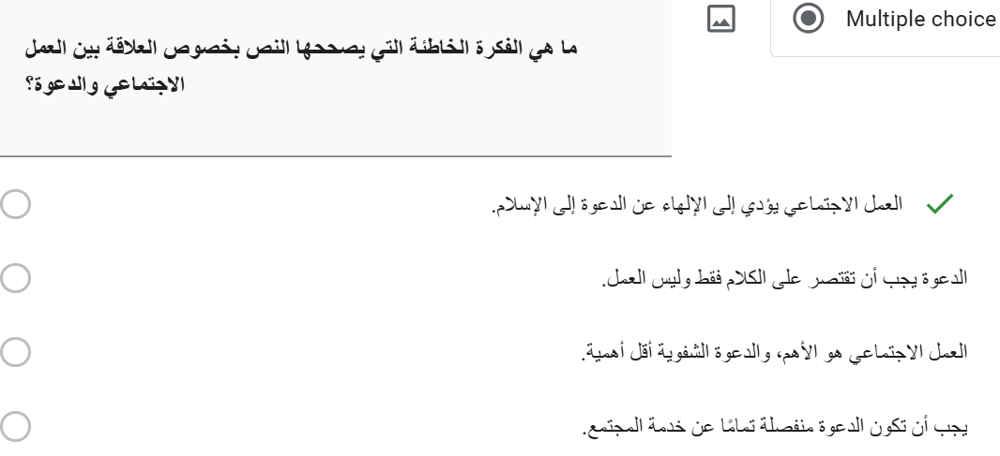 Multiple choice
ما هي الفكرة الخاطئة التي يصححها النص بخصوص العلاقة بين العمل
الاجتماعي والدعوة؟
العمل الاجتماعي يؤدي إلى الإلهاء عن الدعوة إلى الإسلام.
الدعوة يجب أن تقتصر على الكلام فقط وليس العمل.
العمل الاجتماعي هو الأهم، والدعوة الشفوية أقل أهمية.
يجب أن تكون الدعوة منفصلة تمامًا عن خدمة المجتمع.